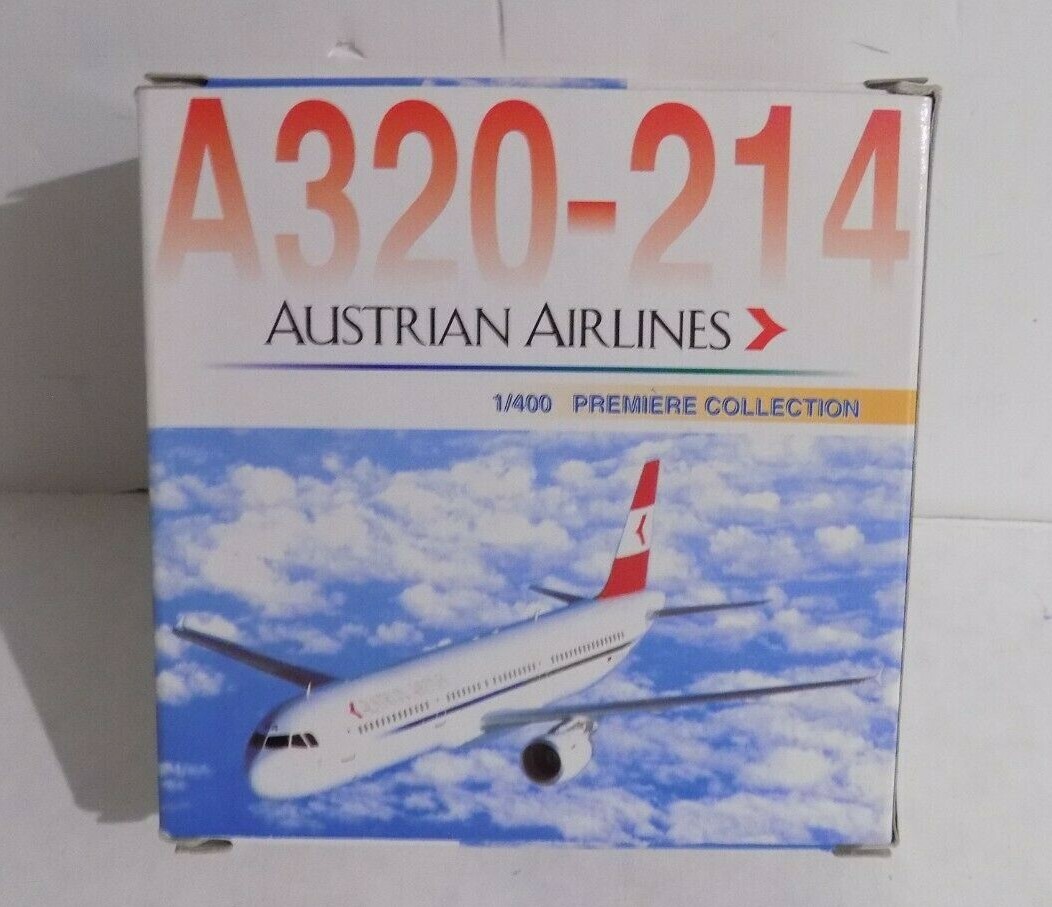 A320-214
AUSTRIAN AIRLINES
1/400 PREMIERE COLLECTION